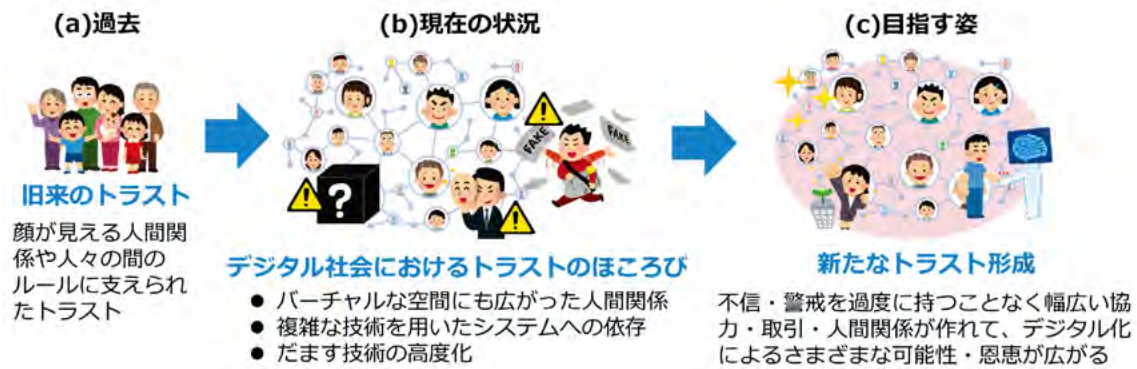 (a)過去
旧来のトラスト
顔が見える人間関
係や人々の間の
ルールに支えられ
たトラスト
(b)現在の状況
FAKE
FAKE
?
デジタル社会におけるトラストのほころび
● バーチャルな空間にも広がった人間関係
● 複雑な技術を用いたシステムへの依存
● だます技術の高度化
(c)目指す姿
新たなトラスト形成
不信・警戒を過度に持つことなく幅広い協
力・取引・人間関係が作れて、デジタル化
によるさまざまな可能性・恩恵が広がる